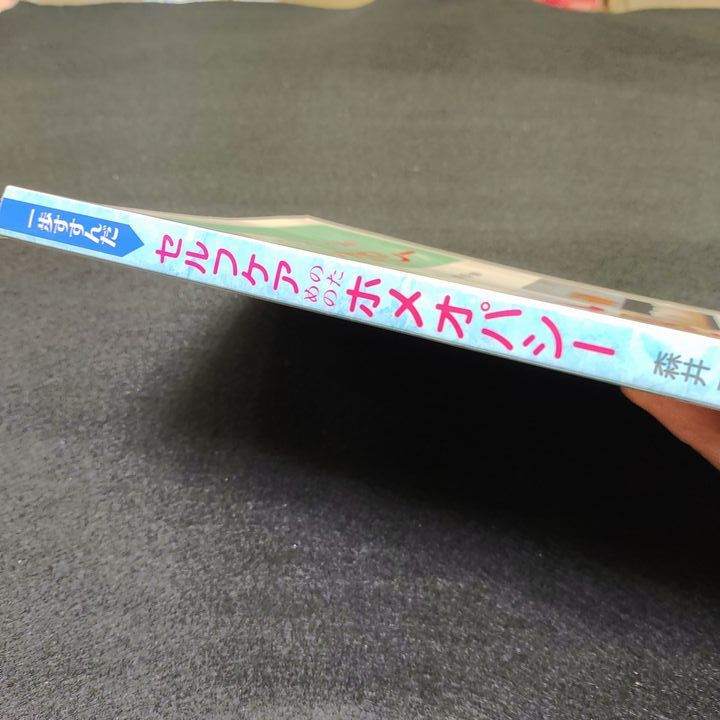 一歩すすんだ
セルフケアのための
ホメオパシー
森井